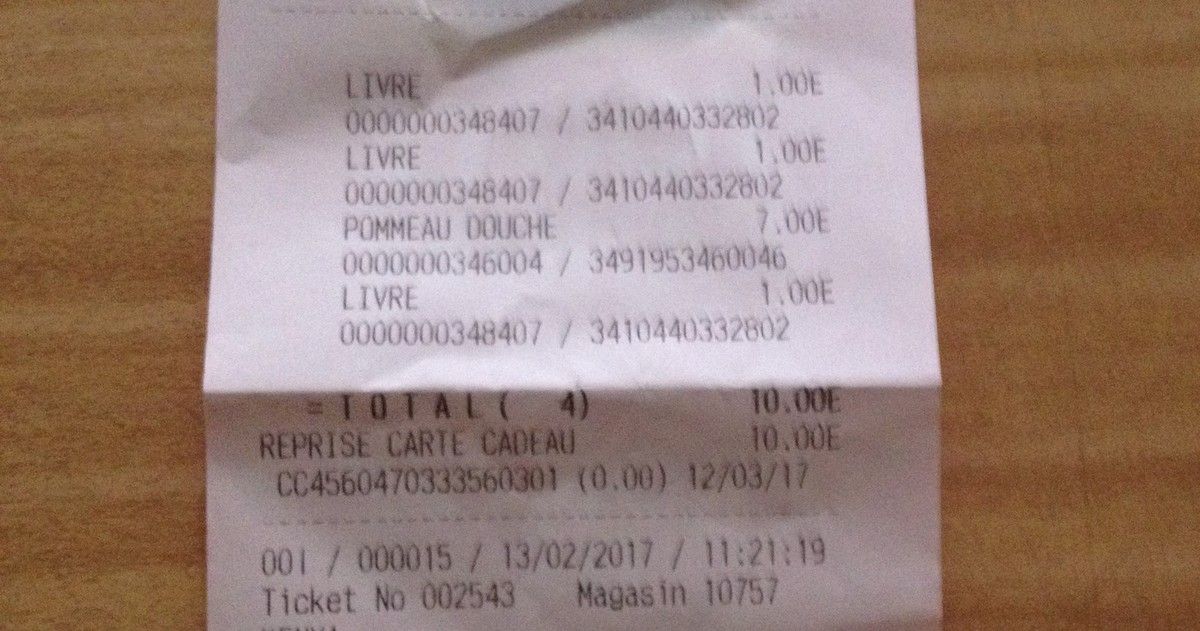 LIVRE 1.00E
0000000348407 / 3410440332802
LIVRE 1.00E
0000000348407 / 3410440332802
POMMEAU DOUCHE 7.00E
0000000346004 / 3491953460046
LIVRE 1.00E
0000000348407 / 3410440332802
=TOTAL( 4) 10.00E
REPRISE CARTE CADEAU 10.00E
CC4560470333560301 (0.00) 12/03/17
001 / 000015 / 13/02/2017 / 11:21:19
Ticket No 002543 Magasin 10757